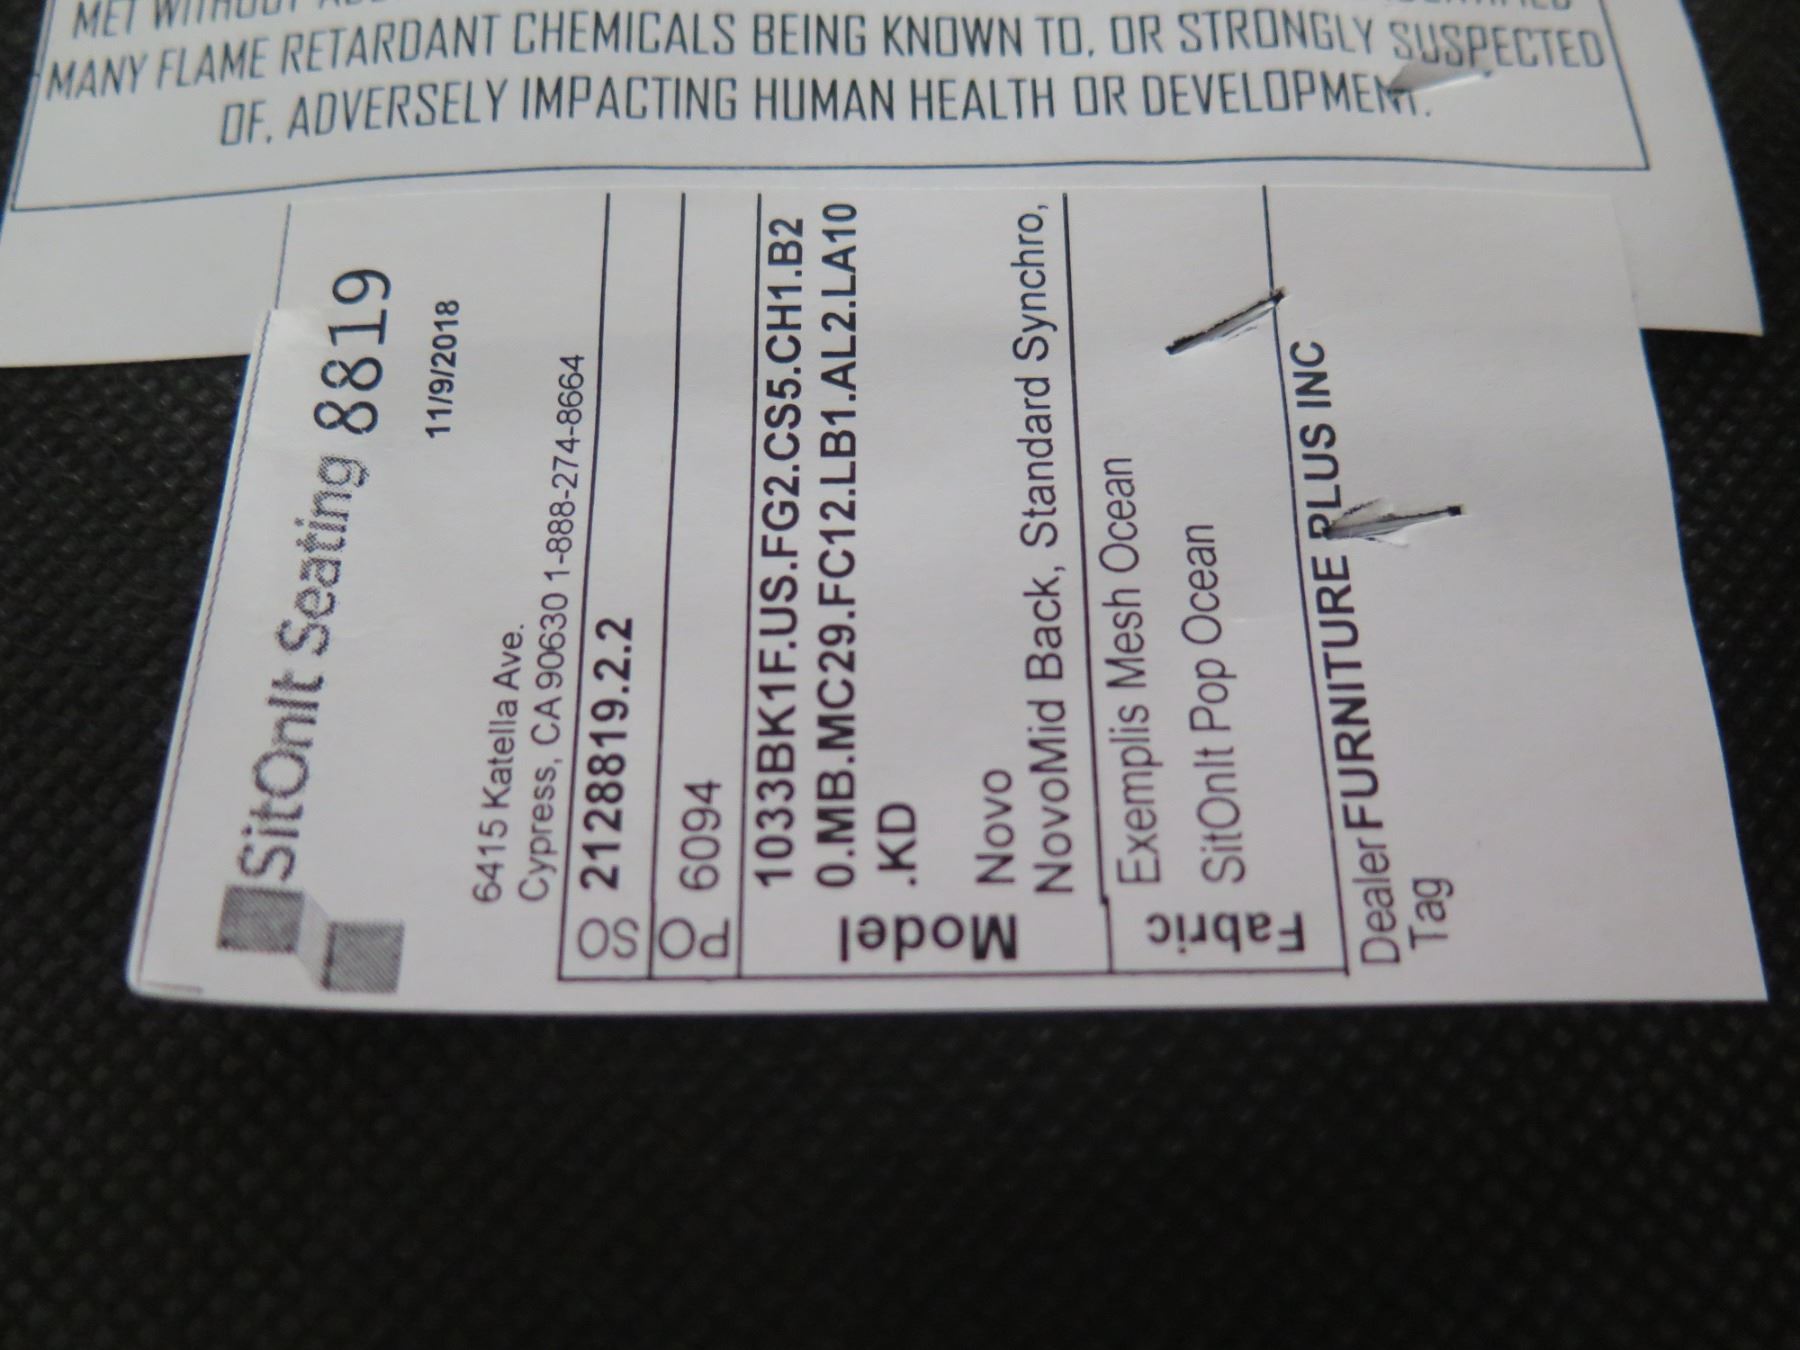 MET WITHOUT
MANY FLAME RETARDANT CHEMICALS BEING KNOWN TO, OR STRONGLY SUSPECTED
OF, ADVERSELY IMPACTING HUMAN HEALTH OR DEVELOPMENT.
SitOnIt Seating 8819
11/9/2018
6415 Katella Ave.
Cypress, CA 90630 1-888-274-8664
SO 2128819.2.2
PO 6094
Model
1033BK1F.US.FG2.CS5.CH1.B2
0.MB.MC29.FC12.LB1.AL2.LA10
.KD
Novo
NovoMid Back, Standard Synchro,
Fabric
Exemplis Mesh Ocean
SitOnIt Pop Ocean
Dealer FURNITURE PLUS INC
Tag